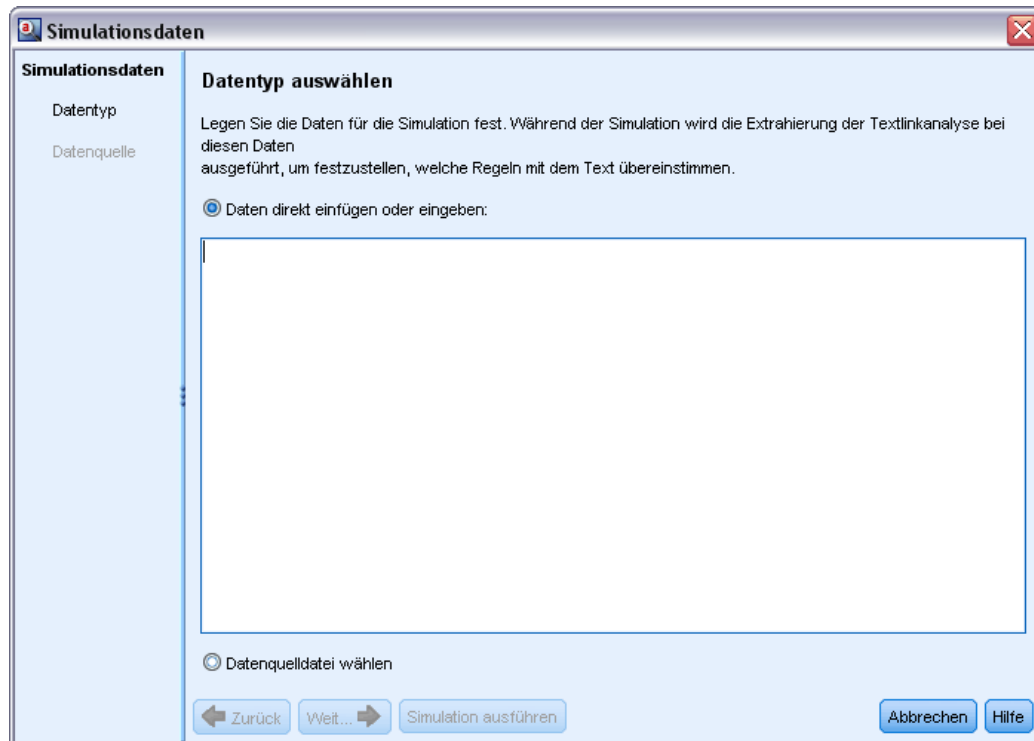 Simulationsdaten
Simulationsdaten
Datentyp
Datenquelle
Datentyp auswählen
Legen Sie die Daten für die Simulation fest. Während der Simulation wird die Extrahierung der Textlinkanalyse bei
diesen Daten
ausgeführt, um festzustellen, welche Regeln mit dem Text übereinstimmen.
Daten direkt einfügen oder eingeben:
Datenquelldatei wählen
Zurück Weit... Simulation ausführen Abbrechen Hilfe